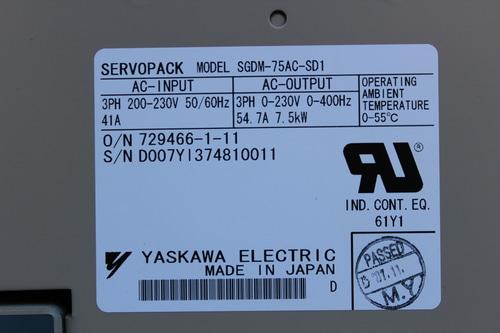 SERVOPACK MODEL SGDM-75AC-SD1
AC-INPUT
3PH 200-230V 50/60Hz
41A
AC-OUTPUT
3PH 0-230V 0-400Hz
54.7A 7.5kW
OPERATING
AMBIENT
TEMPERATURE
0-55℃
O/N 729466-1-11
S/N D007YI374810011
RU
IND. CONT. EQ.
61Y1
YASKAWA ELECTRIC
MADE IN JAPAN
D
PASSED
M.Y